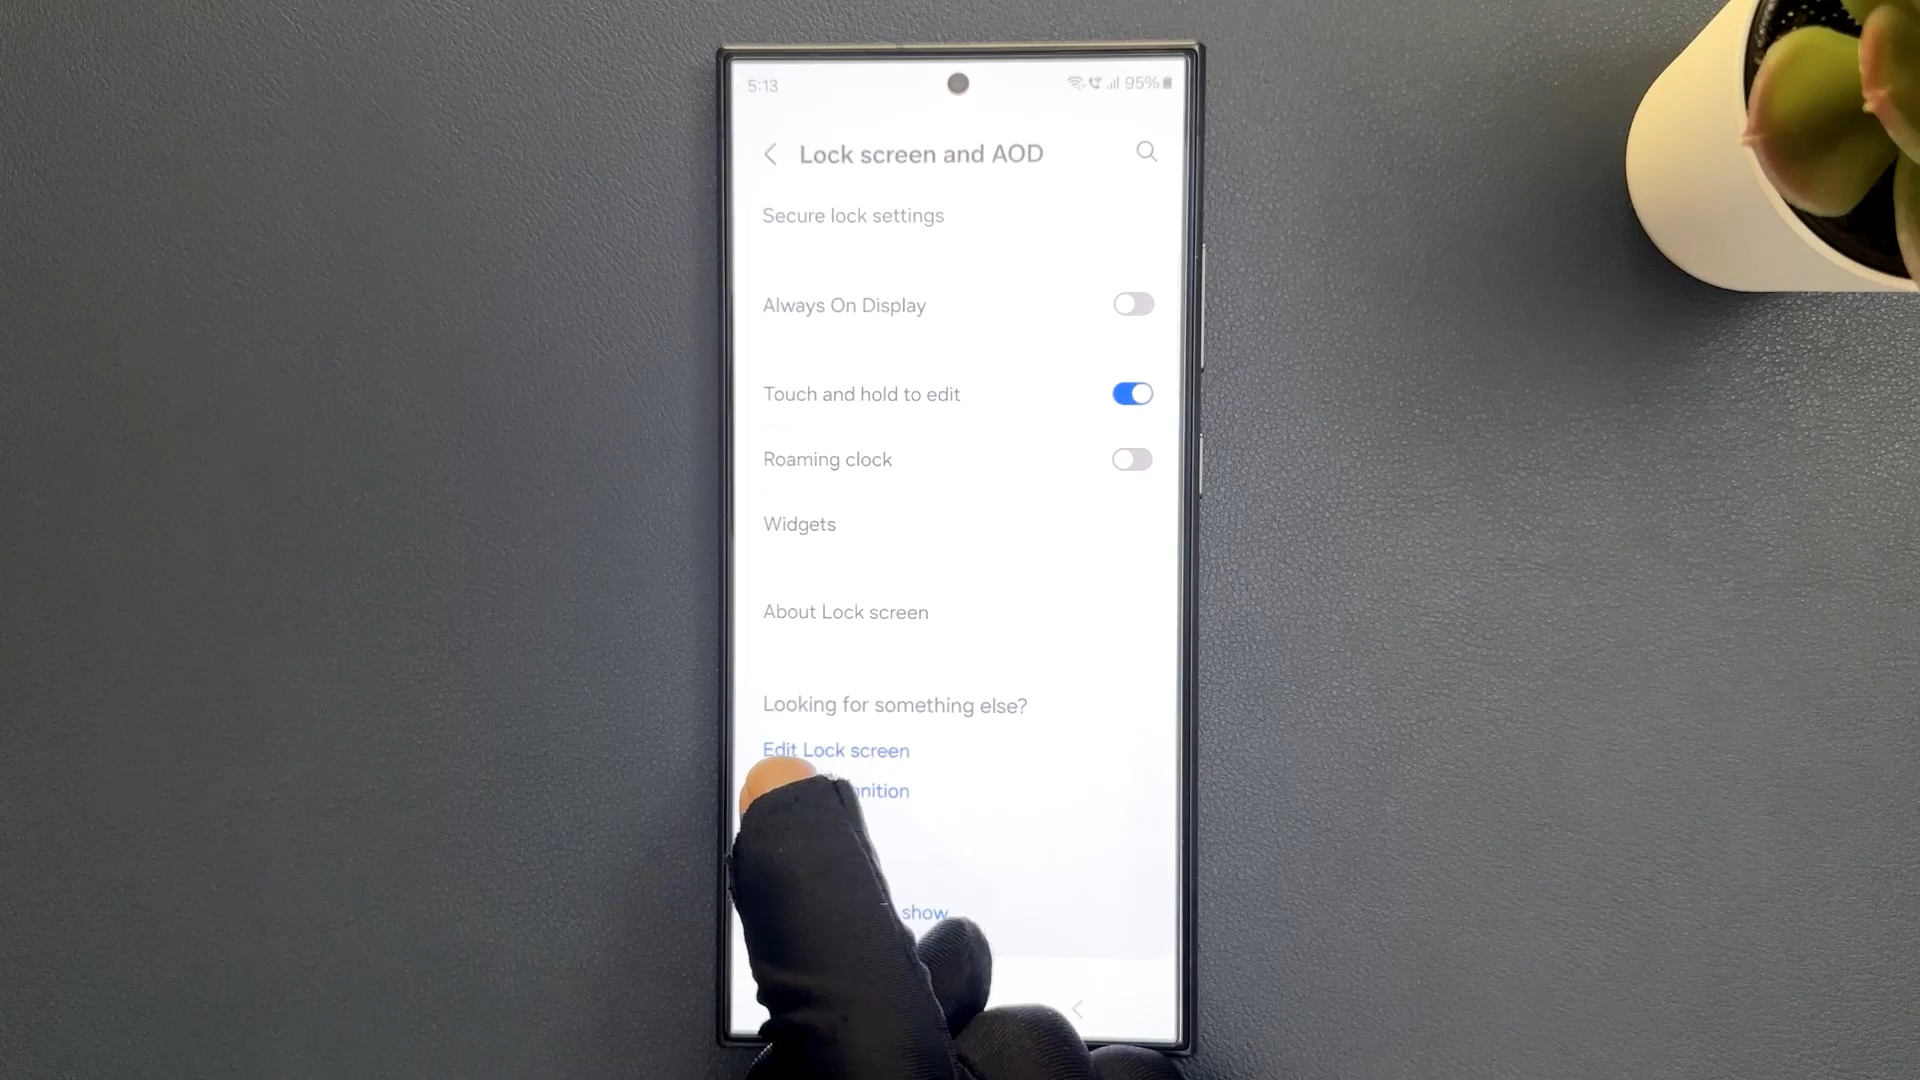 5:13 95%
Lock screen and AOD
Secure lock settings
Always On Display
Touch and hold to edit
Roaming clock
Widgets
About Lock screen
Looking for something else?
Edit Lock screen
show